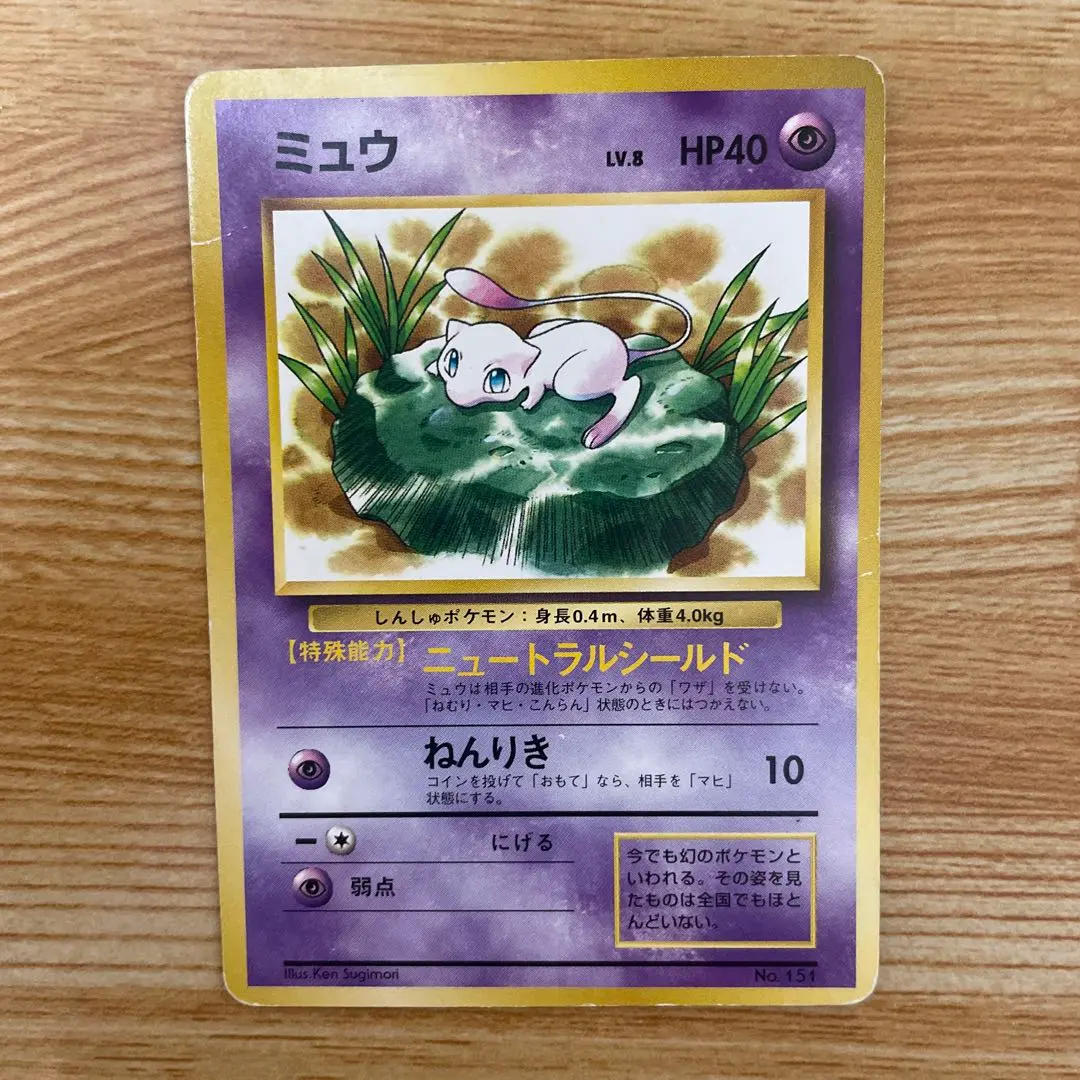 ミュウ LV.8 HP40
しんしゅポケモン：身長0.4m、体重4.0kg
【特殊能力】 ニュートラルシールド
ミュウは相手の進化ポケモンからの「ワザ」を受けない。
「ねむり・マヒ・こんらん」状態のときにはつかえない。
ねんりき 10
コインを投げて「おもて」なら、相手を「マヒ」
状態にする。
ー にげる
弱点
今でも幻のポケモンと
いわれる。その姿を見
たものは全国でもほと
んどいない。
Illus.Ken Sugimori No.151